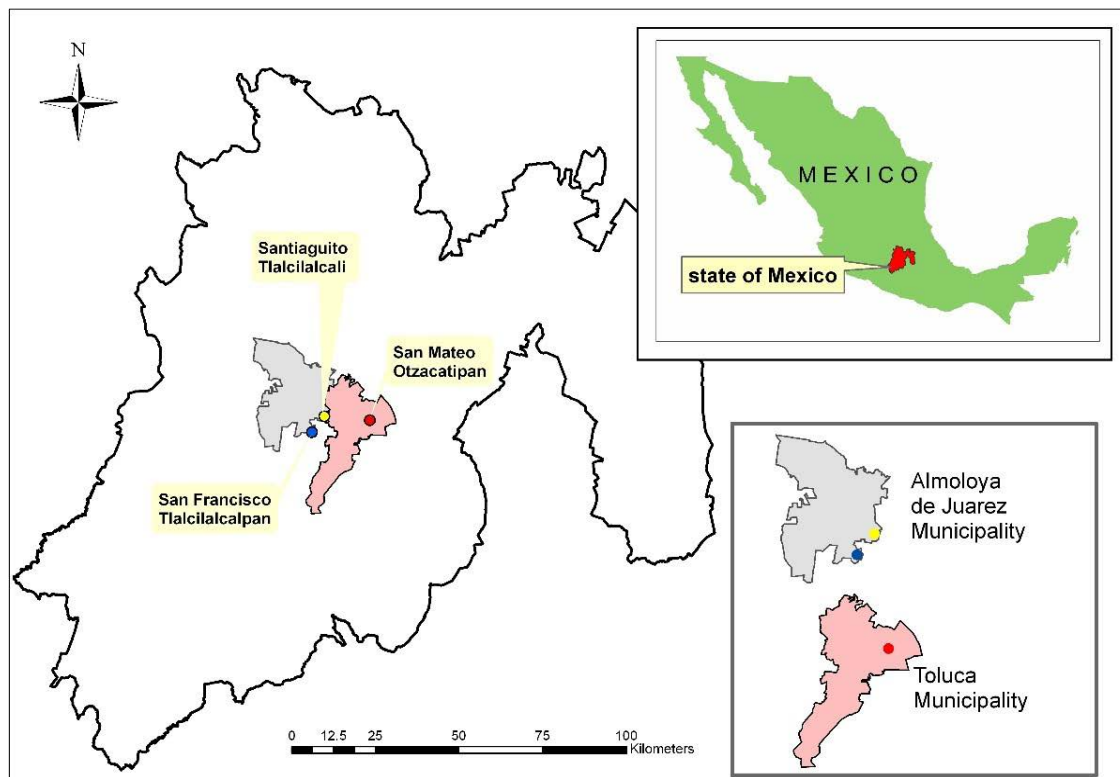 N
MEXICO
state of Mexico
Santiaguito
Tlalcilalcali
San Mateo
Otzacatipan
San Francisco
Tlalcilalcalpan
Almoloya
de Juarez
Municipality
Toluca
Municipality
0 12.5 25 50 75 100
Kilometers